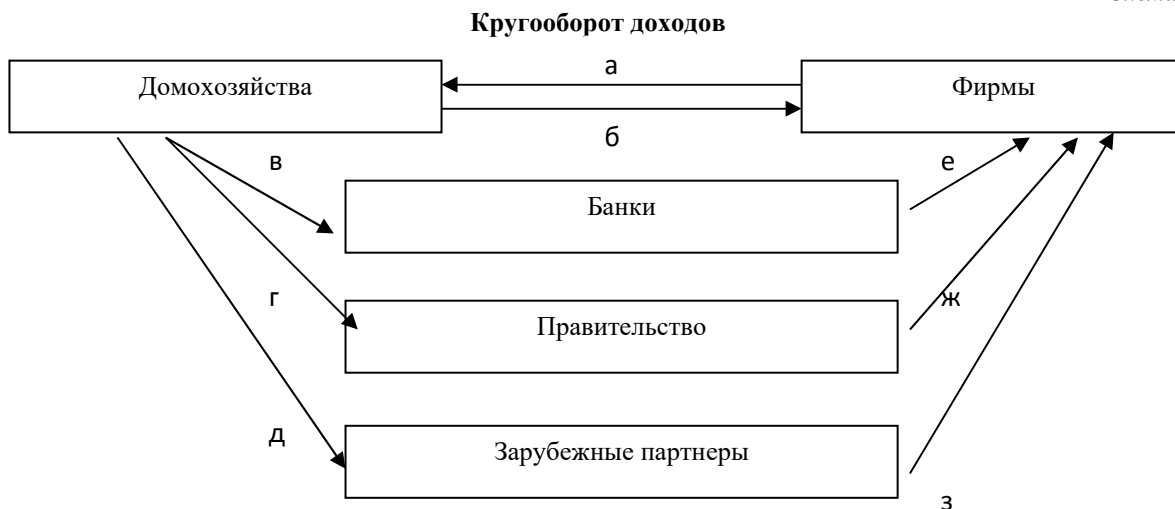 Кругооборот доходов
а
Домохозяйства
Фирмы
б
в
е
Банки
г
ж
Правительство
д
Зарубежные партнеры
з